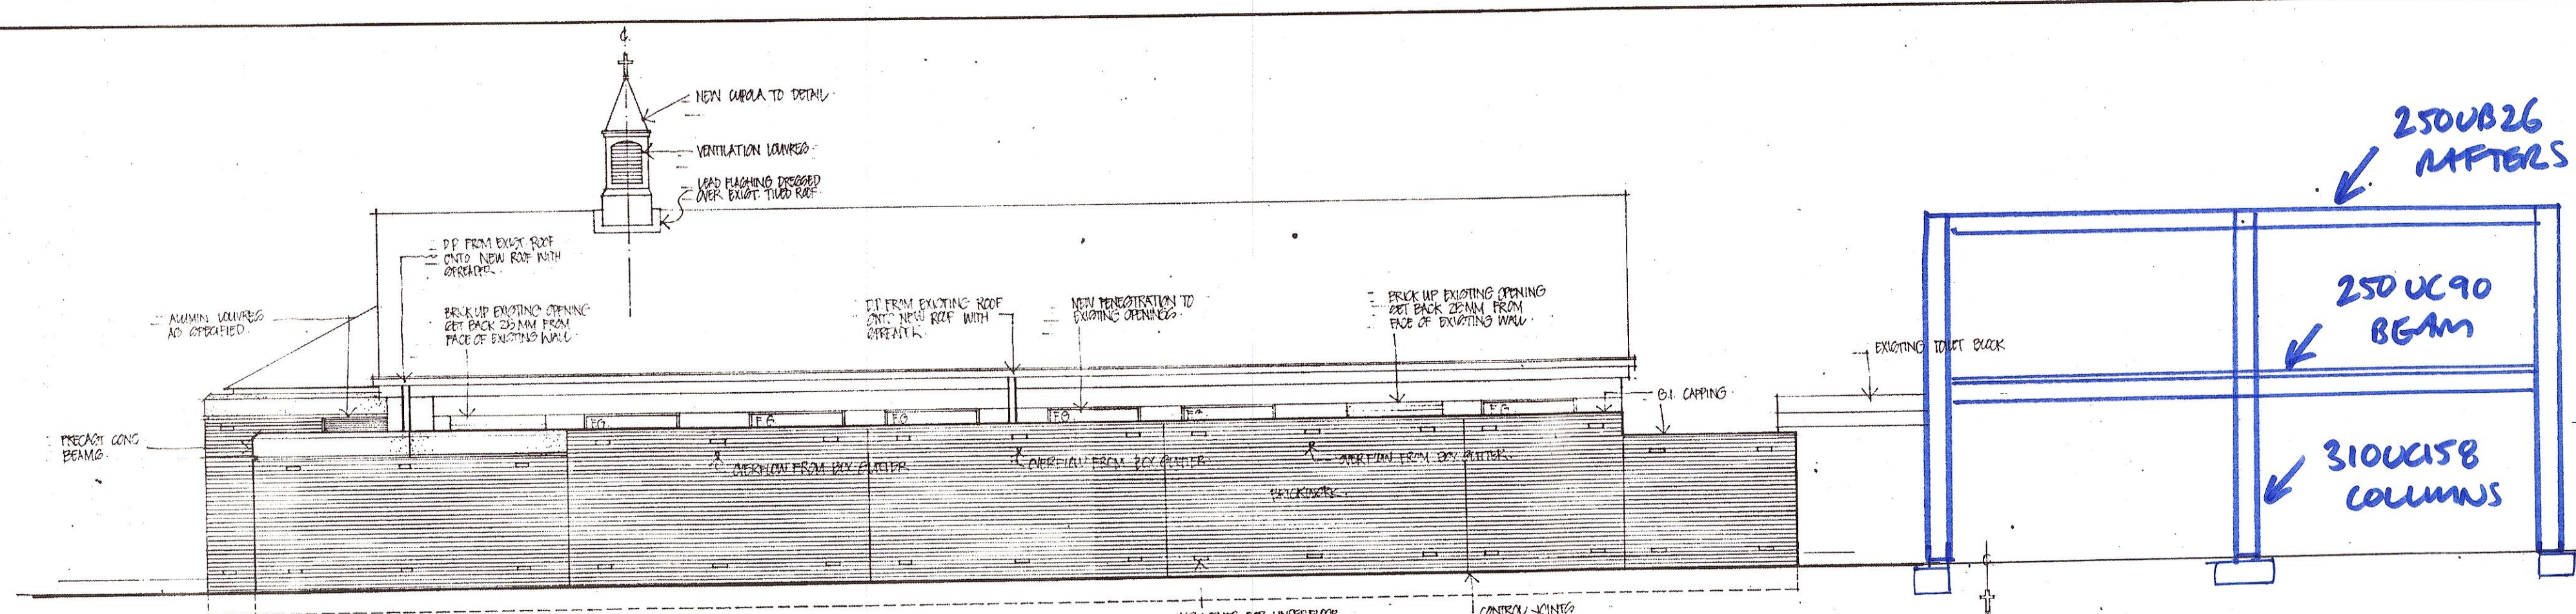 NEW CUPOLA TO DETAIL.
VENTILATION LOUVRES.
LEAD FLASHING DRESSED
OVER EXIST. TILED ROOF.
D.P. FROM EXIST. ROOF
ONTO NEW ROOF WITH
SPREADER.
ALUMIN LOUVRES
AS SPECIFIED.
BRICK UP EXISTING OPENING
SET BACK 25MM FROM
FACE OF EXISTING WALL
D.P. FROM EXISTING ROOF
ONTO NEW ROOF WITH
NEW PENETRATION TO
EXISTING OPENINGS.
BRICK UP EXISTING OPENING
SET BACK 25MM FROM
FACE OF EXISTING WALL.
EXISTING TOILET BLOCK
G.I. CAPPING.
PRECAST CONC
BEAMS.
F.G.
F.G.
F.G.
F.G.
F.G.
F.G.
OVERFLOW FROM BOX GUTTER
OVERFLOW FROM BOX GUTTER
OVERFLOW FROM BOX GUTTER.
BRICKWORK.
CONTROL JOINTS
250UB26
RAFTERS
250UC90
BEAM
310UC158
COLUMNS